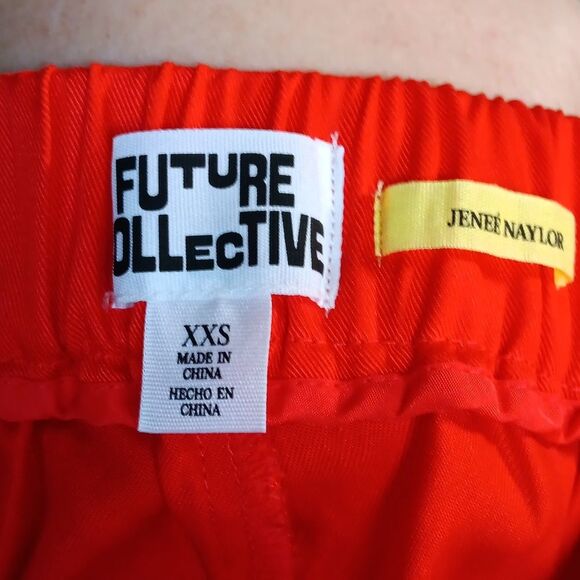 FUTURE
COLLECTIVE
JENEÉ NAYLOR
XXS
MADE IN
CHINA
HECHO EN
CHINA